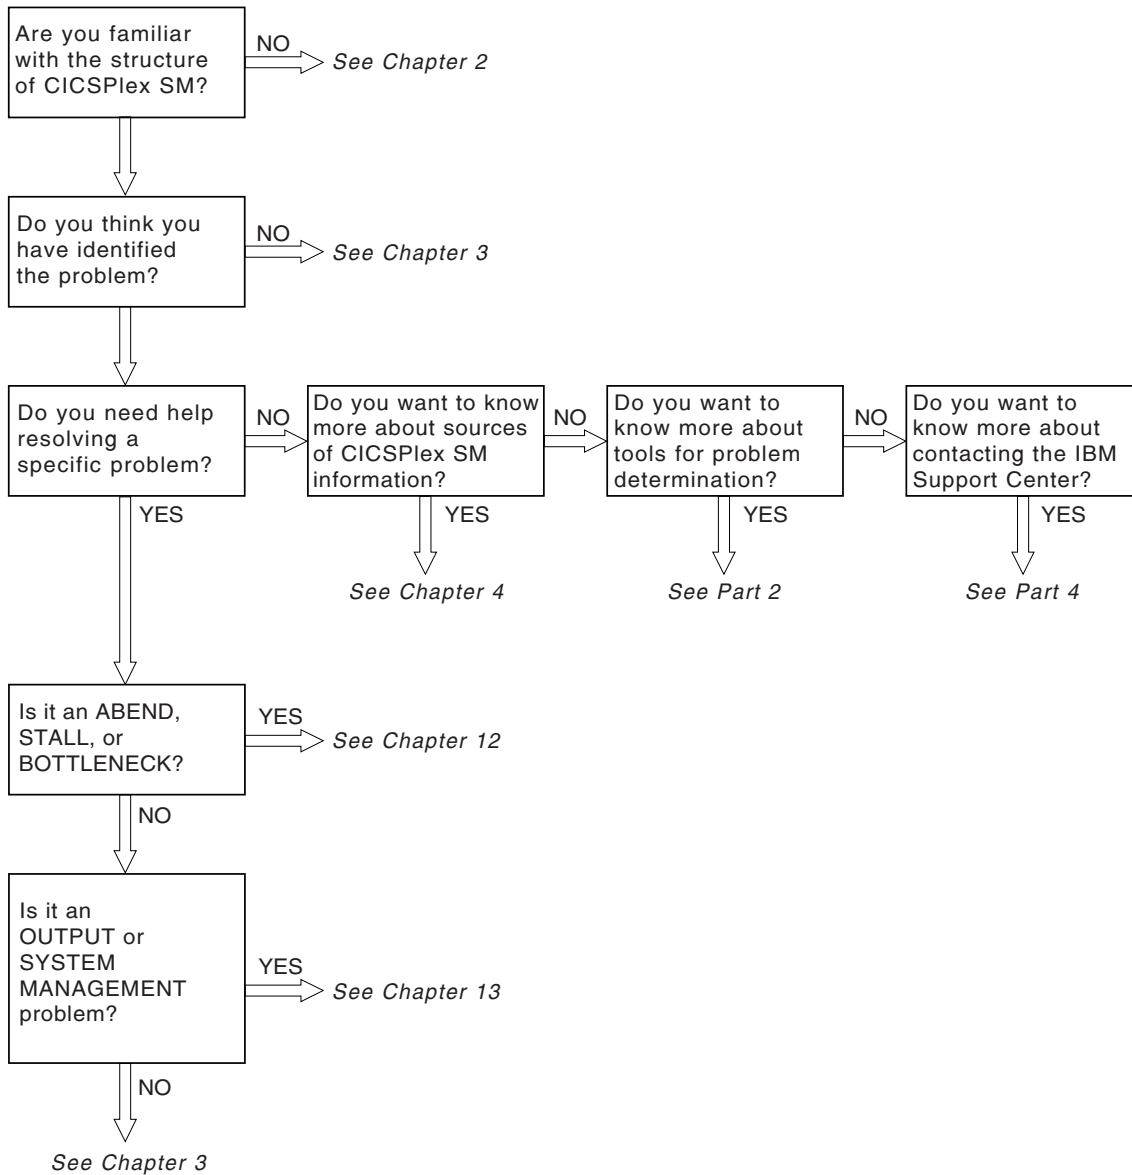 Are you familiar
with the structure
of CICSPlex SM?
NO
See Chapter 2
Do you think you
have identified
the problem?
NO
See Chapter 3
Do you need help
resolving a
specific problem?
NO
Do you want to know
more about sources
of CICSPlex SM
information?
NO
Do you want to
know more about
tools for problem
determination?
NO
Do you want to
know more about
contacting the IBM
Support Center?
YES
YES
YES
YES
See Chapter 4
See Part 2
See Part 4
Is it an ABEND,
STALL, or
BOTTLENECK?
YES
See Chapter 12
NO
Is it an
OUTPUT or
SYSTEM
MANAGEMENT
problem?
YES
See Chapter 13
NO
See Chapter 3